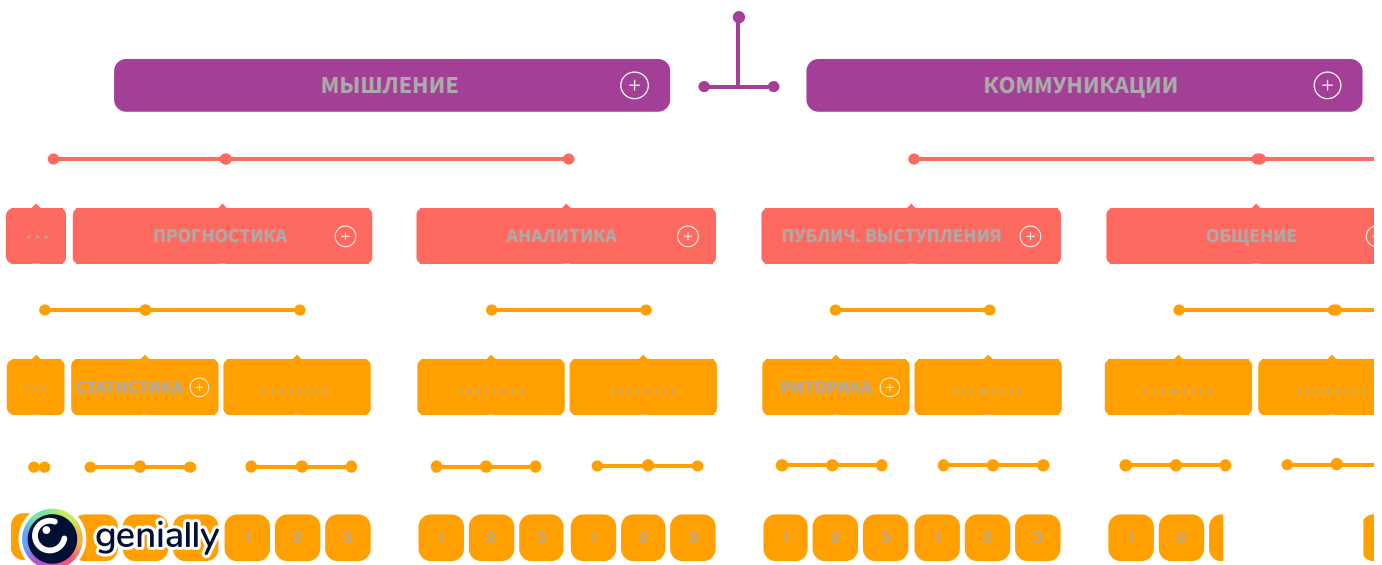 МЫШЛЕНИЕ + КОММУНИКАЦИИ +
... ПРОГНОСТИКА + АНАЛИТИКА + ПУБЛИЧ. ВЫСТУПЛЕНИЯ + ОБЩЕНИЕ
... СТАТИСТИКА + ........ ........ РИТОРИКА + ......... ......... .........
genially 1 2 3 1 2 3 1 2 3 1 2 3 1 2 3 1 2